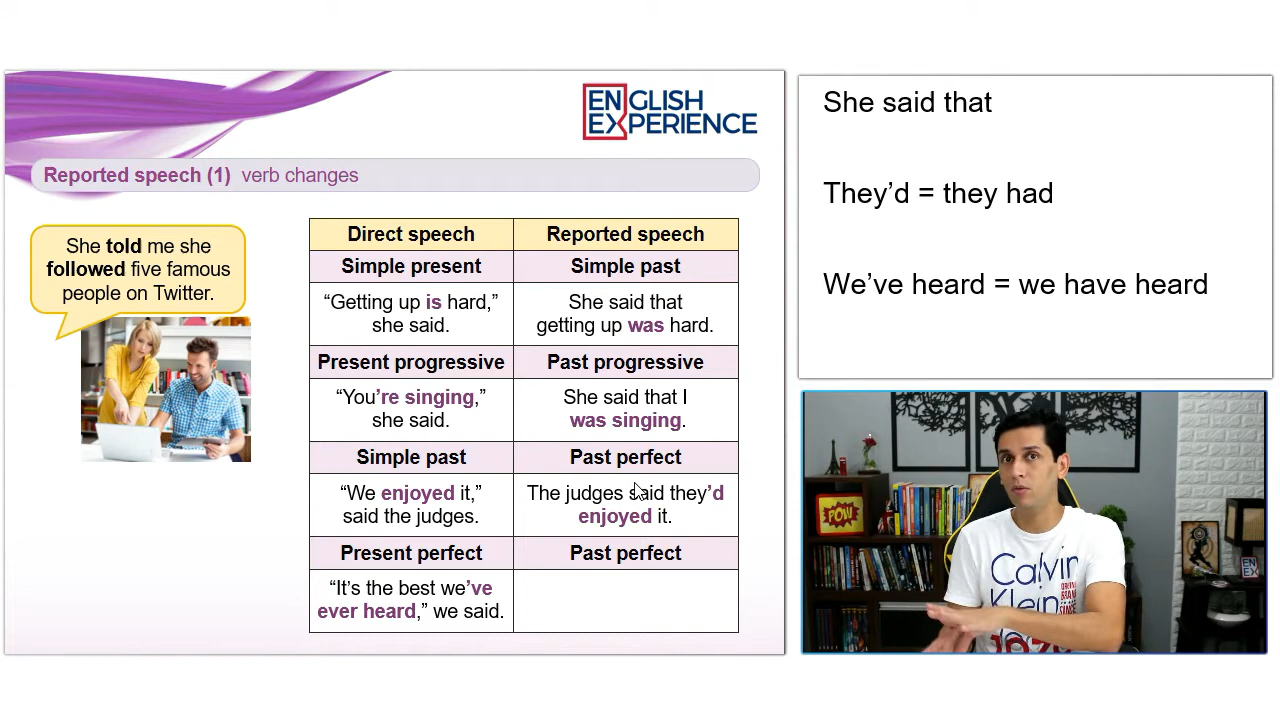 ENGLISH
EXPERIENCE
Reported speech (1) verb changes
She told me she
followed five famous
people on Twitter.
Direct speech
Reported speech
Simple present
Simple past
“Getting up is hard,”
she said.
She said that
getting up was hard.
Present progressive
Past progressive
“You’re singing,”
she said.
She said that I
was singing.
Simple past
Past perfect
“We enjoyed it,”
said the judges.
The judges said they’d
enjoyed it.
Present perfect
Past perfect
“It’s the best we’ve
ever heard,” we said.
She said that
They’d = they had
We’ve heard = we have heard
POW
Calvin
Klein
EN
EX